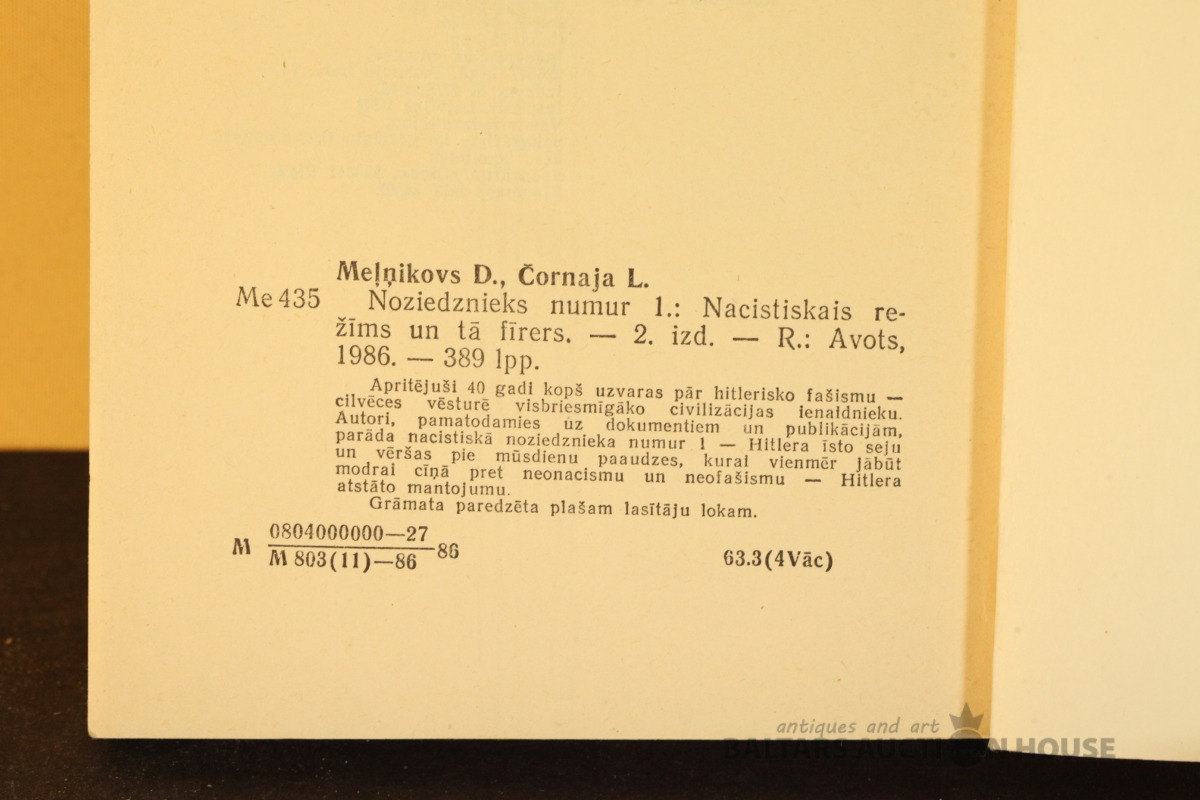 Meļņikovs D., Čornaja L.
Me 435 Noziedznieks numur 1.: Nacistiskais re-
žīms un tā fīrers. — 2. izd. — R.: Avots,
1986. — 389 lpp.
Apritējuši 40 gadi kopš uzvaras pār hitlerisko fašismu —
cilvēces vēsturē visbriesmīgāko civilizācijas ienaidnieku.
Autori, pamatodamies uz dokumentiem un publikācijām,
parāda nacistiskā noziedznieka numur 1 — Hitlera īsto seju
un vēršas pie mūsdienu paaudzes, kurai vienmēr jābūt
modrai cīņā pret neonacismu un neofašismu — Hitlera
atstāto mantojumu.
Grāmata paredzēta plašam lasītāju lokam.
M 0804000000—27
M 803(11)—86 86
63.3(4Vāc)
antiques and art
BALTARS AUCTION HOUSE